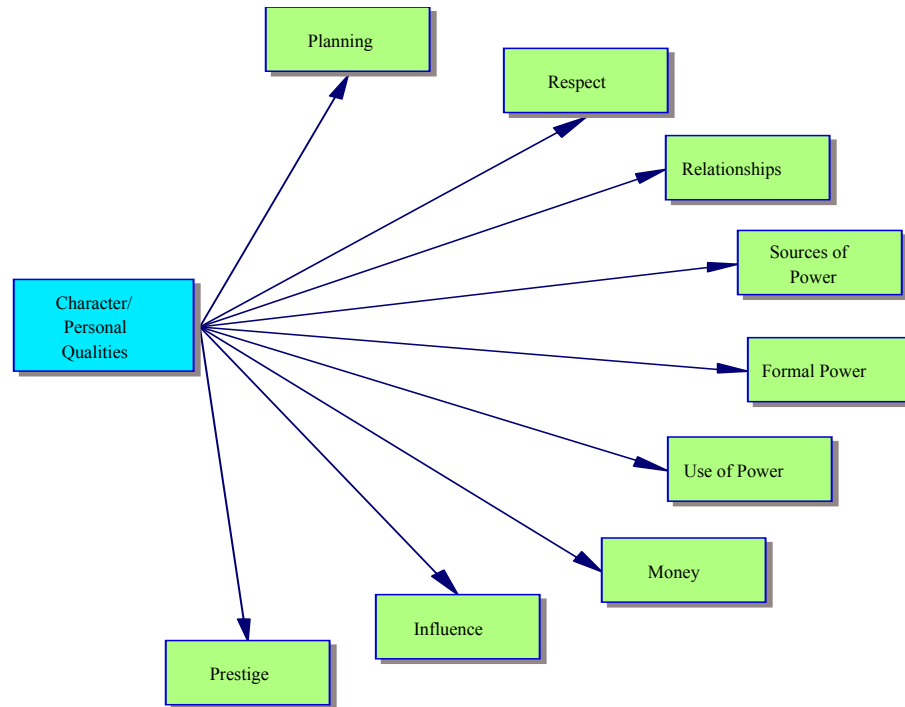 Planning
Respect
Relationships
Sources of
Power
Character/
Personal
Qualities
Formal Power
Use of Power
Money
Influence
Prestige